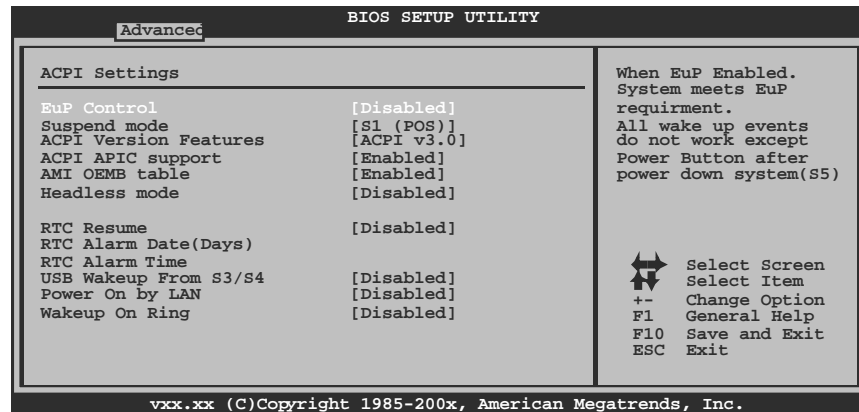 BIOS SETUP UTILITY
Advanced
ACPI Settings
EuP Control [Disabled]
Suspend mode [S1 (POS)]
ACPI Version Features [ACPI v3.0]
ACPI APIC support [Enabled]
AMI OEMB table [Enabled]
Headless mode [Disabled]
RTC Resume [Disabled]
RTC Alarm Date(Days)
RTC Alarm Time
USB Wakeup From S3/S4 [Disabled]
Power On by LAN [Disabled]
Wakeup On Ring [Disabled]
When EuP Enabled.
System meets EuP
requirment.
All wake up events
do not work except
Power Button after
power down system(S5)
Select Screen
Select Item
+- Change Option
F1 General Help
F10 Save and Exit
ESC Exit
vxx.xx (C)Copyright 1985-200x, American Megatrends, Inc.